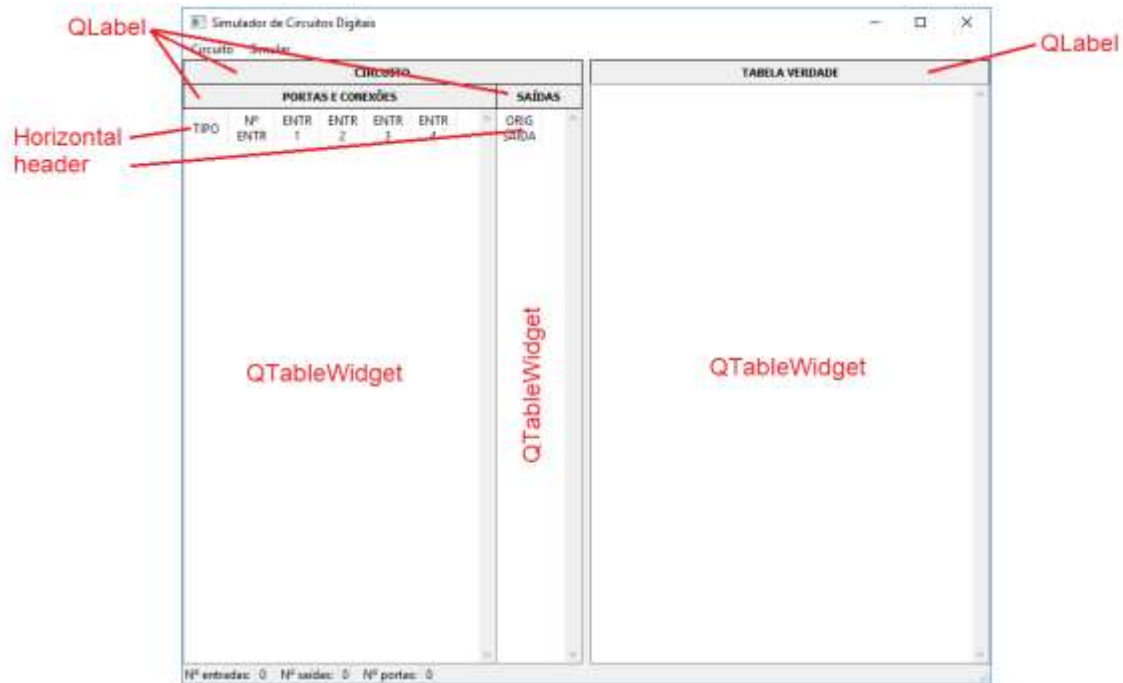 Simulador de Circuitos Digitais
QLabel
Circuito Simular
QLabel
CIRCUITO
TABELA VERDADE
PORTAS E CONEXÕES
SAÍDAS
Horizontal
header
TIPO
Nº
ENTR
ENTR
1
ENTR
2
ENTR
3
ENTR
4
ORIG
SAÍDA
QTableWidget
QTableWidget
QTableWidget
Nº entradas: 0 Nº saídas: 0 Nº portas: 0